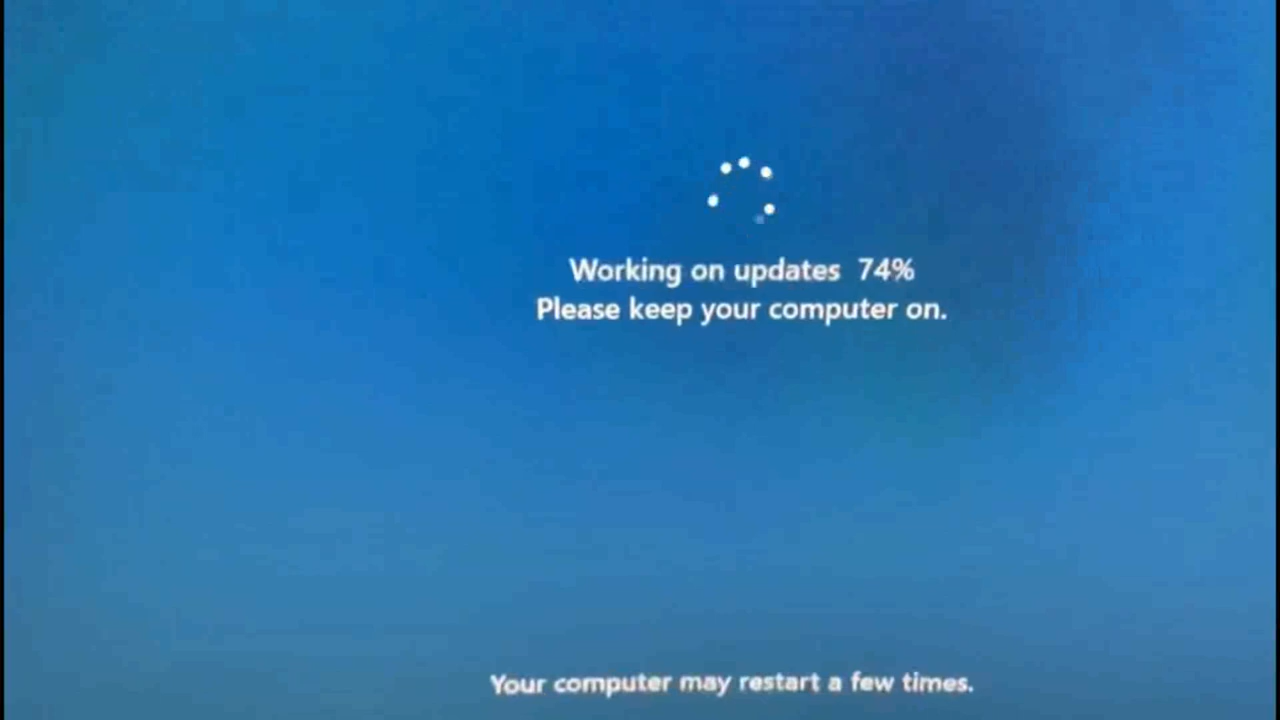 Working on updates 74%
Please keep your computer on.
Your computer may restart a few times.